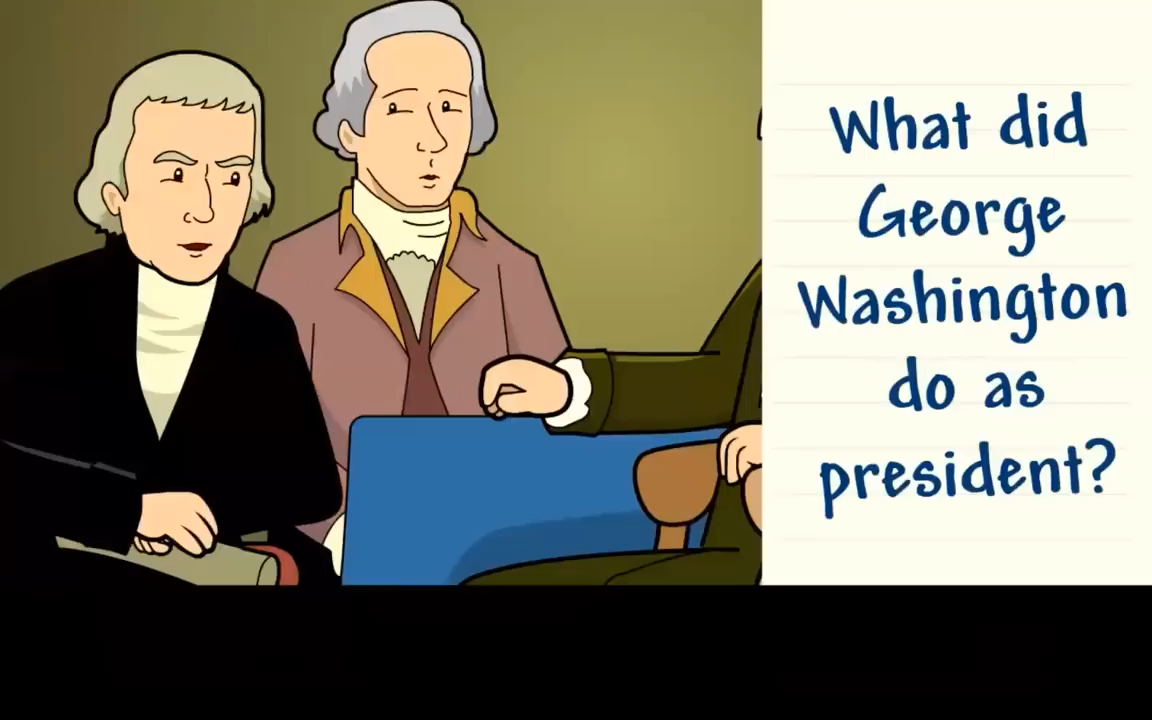 What did
George
Washington
do as
president?